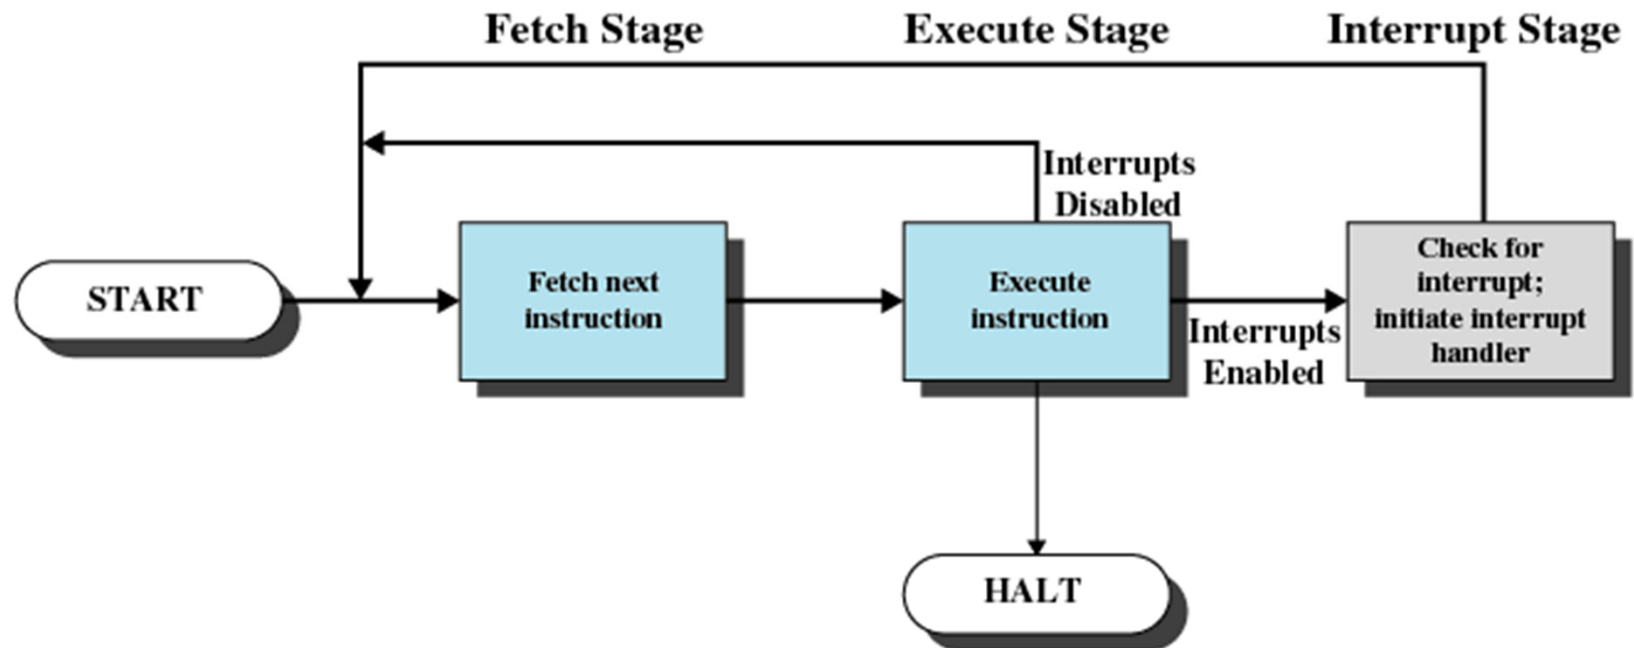 Fetch Stage
Execute Stage
Interrupt Stage
Interrupts
Disabled
START
Fetch next
instruction
Execute
instruction
Interrupts
Enabled
Check for
interrupt;
initiate interrupt
handler
HALT